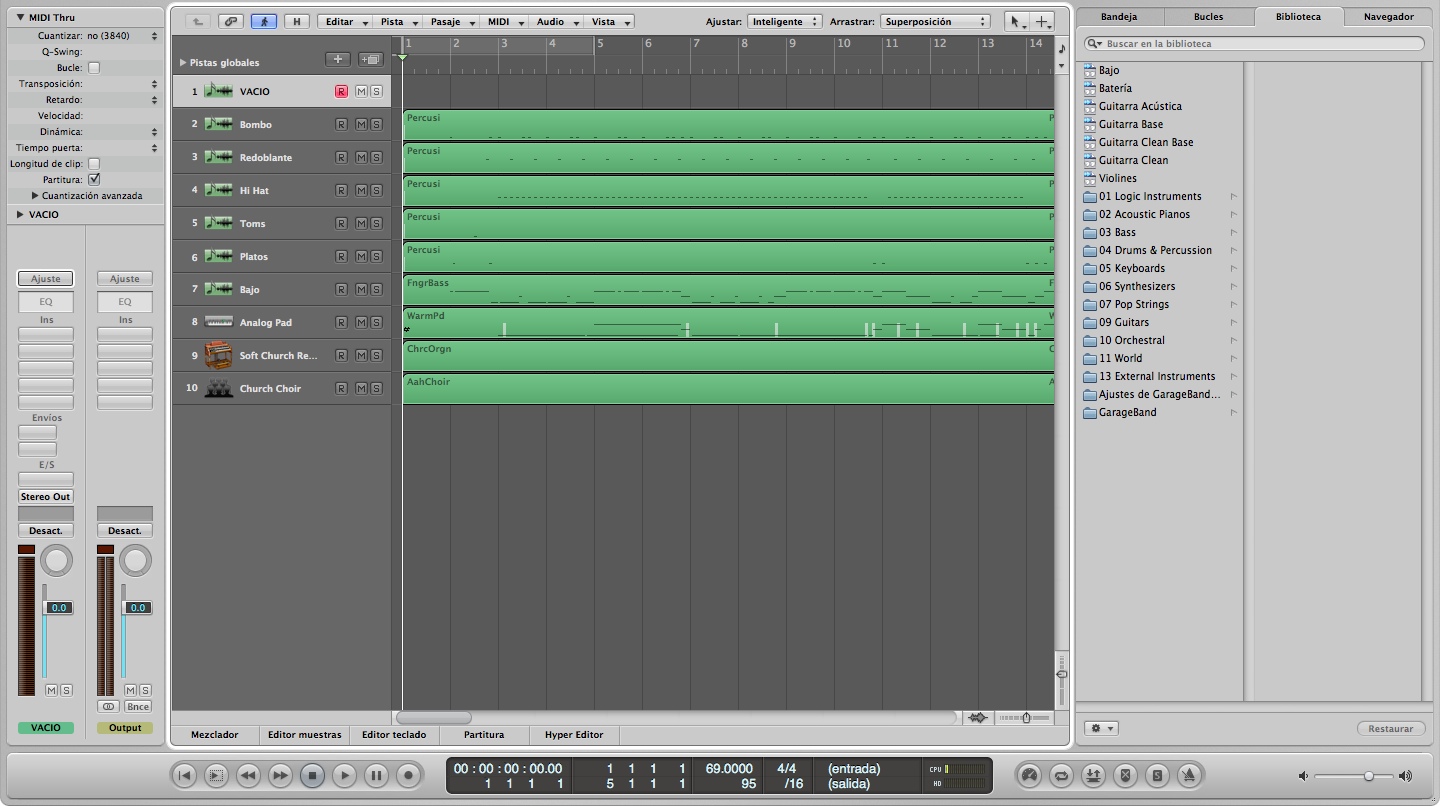 MIDI Thru
Cuantizar: no (3840)
Q-Swing:
Bucle:
Transposición:
Retardo:
Velocidad:
Dinámica:
Tiempo puerta:
Longitud de clip:
Partitura:
Cuantización avanzada
VACIO
Ajuste Ajuste
EQ EQ
Ins Ins
Envíos
E/S
Stereo Out
Desact. Desact.
0.0 0.0
M S M S
Bnce
VACIO Output
H Editar Pista Pasaje MIDI Audio Vista Ajustar: Inteligente Arrastrar: Superposición
Pistas globales
1 2 3 4 5 6 7 8 9 10 11 12 13 14
1 VACIO R M S
2 Bombo R M S Percusi P
3 Redoblante R M S Percusi P
4 Hi Hat R M S Percusi P
5 Toms R M S Percusi P
6 Platos R M S Percusi P
7 Bajo R M S FngrBass F
8 Analog Pad R M S WarmPd W
9 Soft Church Re... R M S ChrcOrgn C
10 Church Choir R M S AahChoir A
Mezclador Editor muestras Editor teclado Partitura Hyper Editor
Bandeja Bucles Biblioteca Navegador
Buscar en la biblioteca
Bajo
Batería
Guitarra Acústica
Guitarra Base
Guitarra Clean Base
Guitarra Clean
Violines
01 Logic Instruments
02 Acoustic Pianos
03 Bass
04 Drums & Percussion
05 Keyboards
06 Synthesizers
07 Pop Strings
09 Guitars
10 Orchestral
11 World
13 External Instruments
Ajustes de GarageBand...
GarageBand
Restaurar
00 : 00 : 00 : 00.00 1 1 1 1 69.0000 4/4 (entrada) CPU
1 1 1 1 5 1 1 1 95 /16 (salida) HD
S